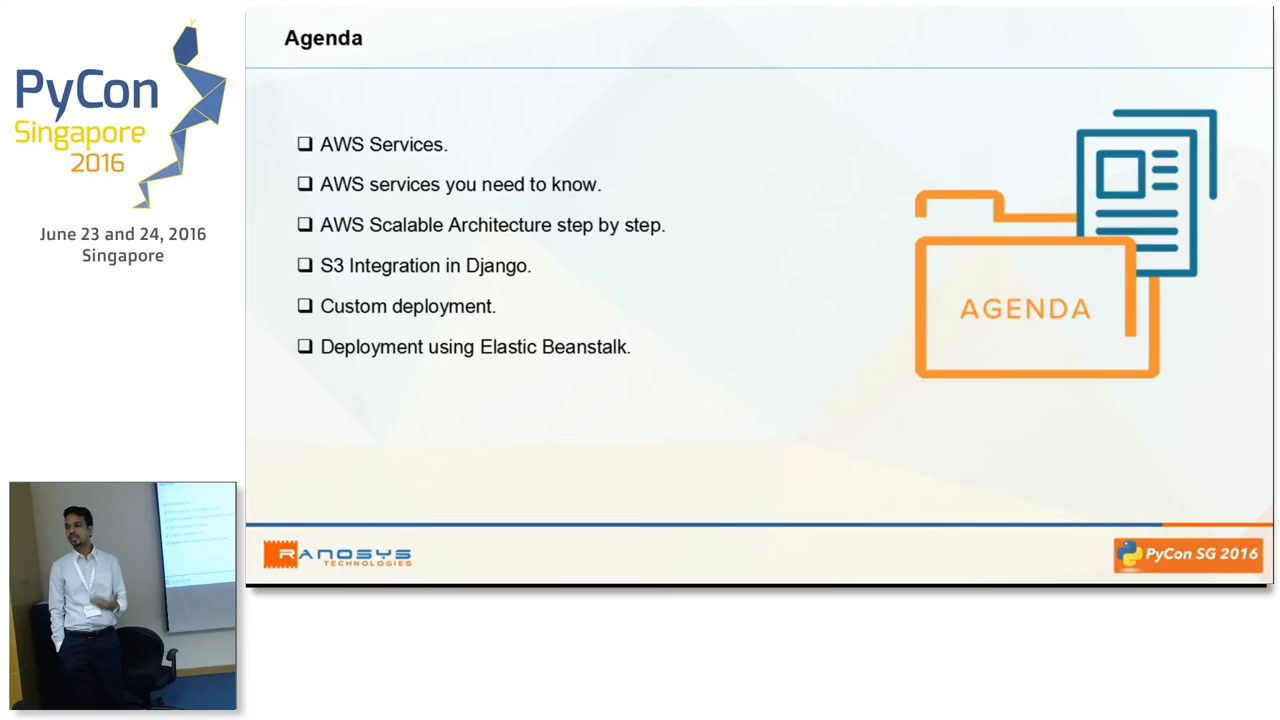 PyCon
Singapore
2016
June 23 and 24, 2016
Singapore
Agenda
AWS Services.
AWS services you need to know.
AWS Scalable Architecture step by step.
S3 Integration in Django.
Custom deployment.
Deployment using Elastic Beanstalk.
AGENDA
RANOSYS
TECHNOLOGIES
PyCon SG 2016